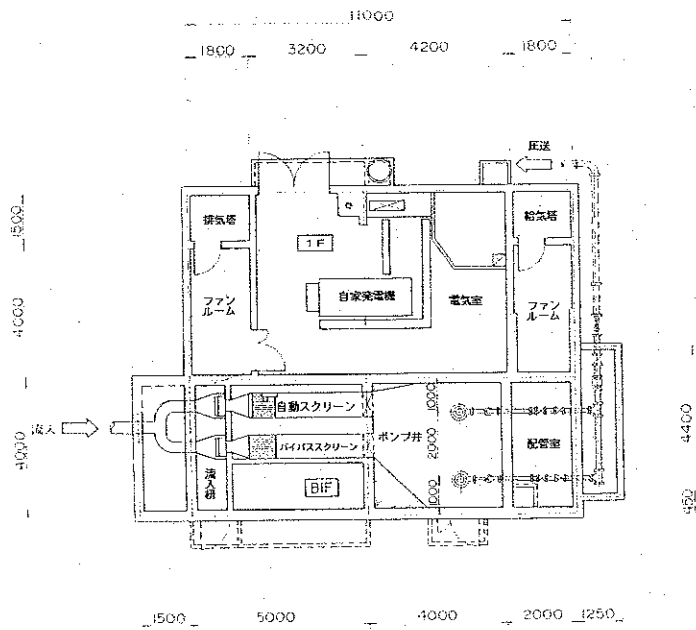 11000
1800 3200 4200 1800
圧送
1500
排気塔
給気塔
1F
4000
ファン
ルーム
自家発電機
電気室
ファン
ルーム
流入
4000
自動スクリーン
バイパススクリーン
流入桝
B1F
ポンプ井
1000
2000
1000
配管室
4400
450
1500 5000 4000 2000 1250